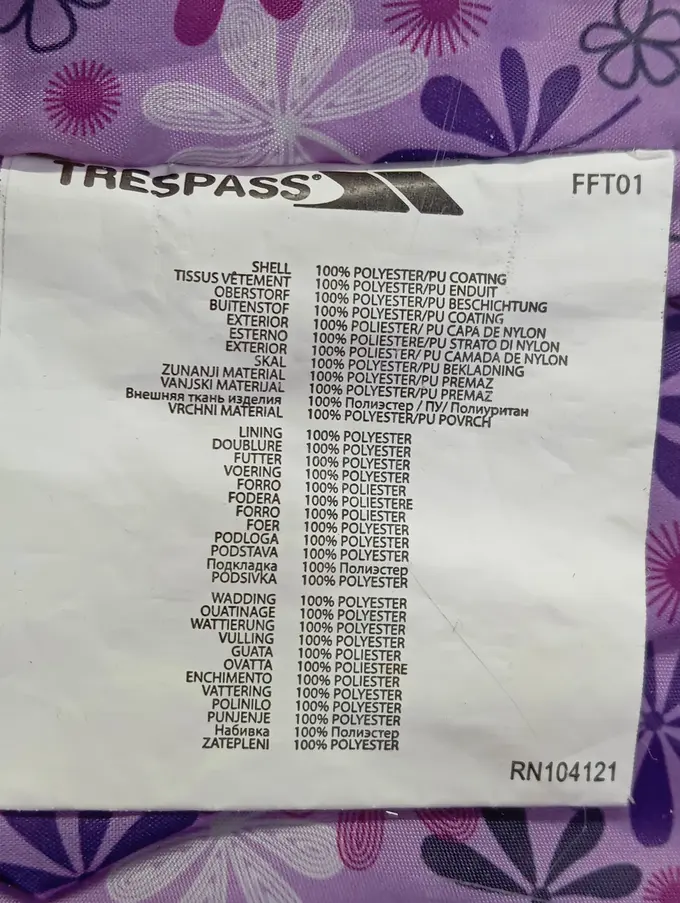 TRESPASS®
FFT01
SHELL 100% POLYESTER/PU COATING
TISSUS VÊTEMENT 100% POLYESTER/PU ENDUIT
OBERSTORF 100% POLYESTER/PU BESCHICHTUNG
BUITENSTOF 100% POLYESTER/PU COATING
EXTERIOR 100% POLIESTER/ PU CAPA DE NYLON
ESTERNO 100% POLIESTERE/PU STRATO DI NYLON
EXTERIOR 100% POLIESTER/ PU CAMADA DE NYLON
SKAL 100% POLYESTER/PU BEKLADNING
ZUNANJI MATERIAL 100% POLYESTER/PU PREMAZ
VANJSKI MATERIJAL 100% POLYESTER/PU PREMAZ
Внешняя ткань изделия 100% Полиэстер / ПУ/ Полиуритан
VRCHNI MATERIAL 100% POLYESTER/PU POVRCH
LINING 100% POLYESTER
DOUBLURE 100% POLYESTER
FUTTER 100% POLYESTER
VOERING 100% POLYESTER
FORRO 100% POLIESTER
FODERA 100% POLIESTERE
FORRO 100% POLIESTER
FOER 100% POLYESTER
PODLOGA 100% POLYESTER
PODSTAVA 100% POLYESTER
Подкладка 100% Полиэстер
PODSIVKA 100% POLYESTER
WADDING 100% POLYESTER
OUATINAGE 100% POLYESTER
WATTIERUNG 100% POLYESTER
VULLING 100% POLYESTER
GUATA 100% POLIESTER
OVATTA 100% POLIESTERE
ENCHIMENTO 100% POLIESTER
VATTERING 100% POLYESTER
POLINILO 100% POLYESTER
PUNJENJE 100% POLYESTER
Набивка 100% Полиэстер
ZATEPLENI 100% POLYESTER
RN104121